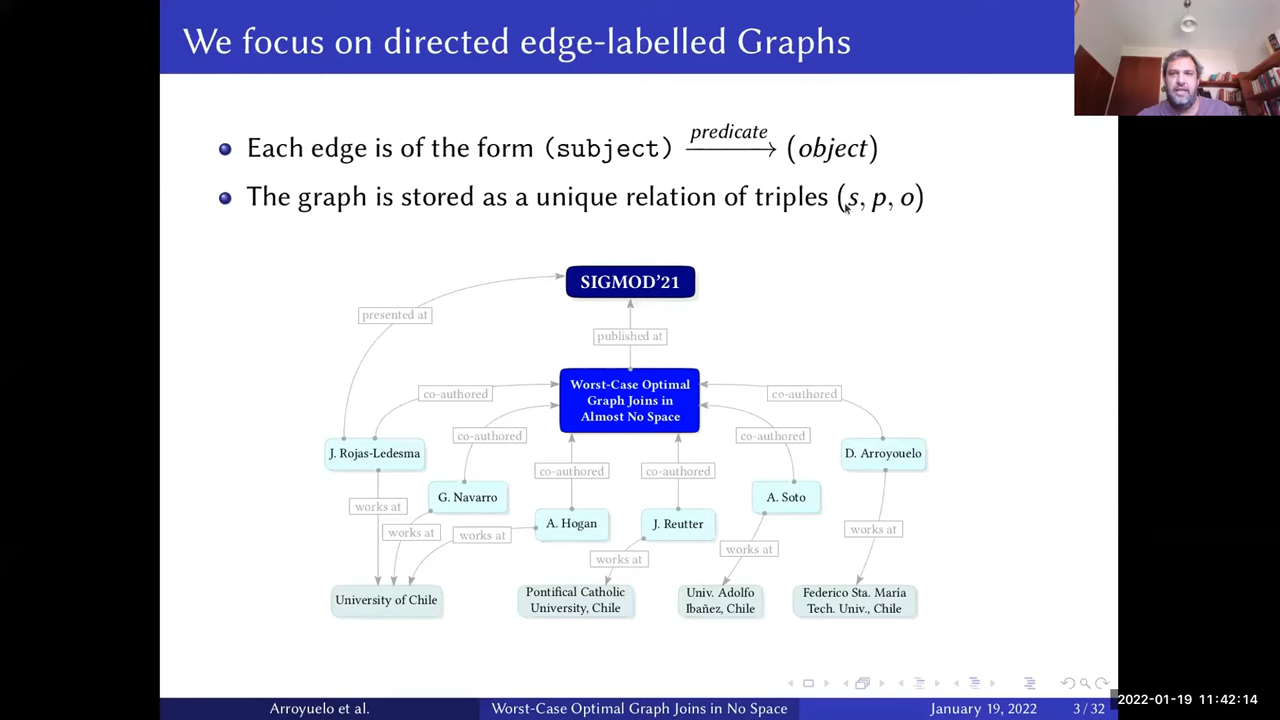 We focus on directed edge-labelled Graphs
Each edge is of the form (subject) predicate (object)
The graph is stored as a unique relation of triples (s, p, o)
SIGMOD'21
presented at
published at
Worst-Case Optimal
Graph Joins in
Almost No Space
co-authored
co-authored
co-authored
co-authored
co-authored
co-authored
J. Rojas-Ledesma
D. Arroyouelo
G. Navarro
A. Soto
A. Hogan
J. Reutter
works at
works at
works at
works at
works at
works at
University of Chile
Pontifical Catholic
University, Chile
Univ. Adolfo
Ibañez, Chile
Federico Sta. María
Tech. Univ., Chile
Arroyuelo et al.
Worst-Case Optimal Graph Joins in No Space
January 19, 2022
3 / 32
2022-01-19 11:42:14